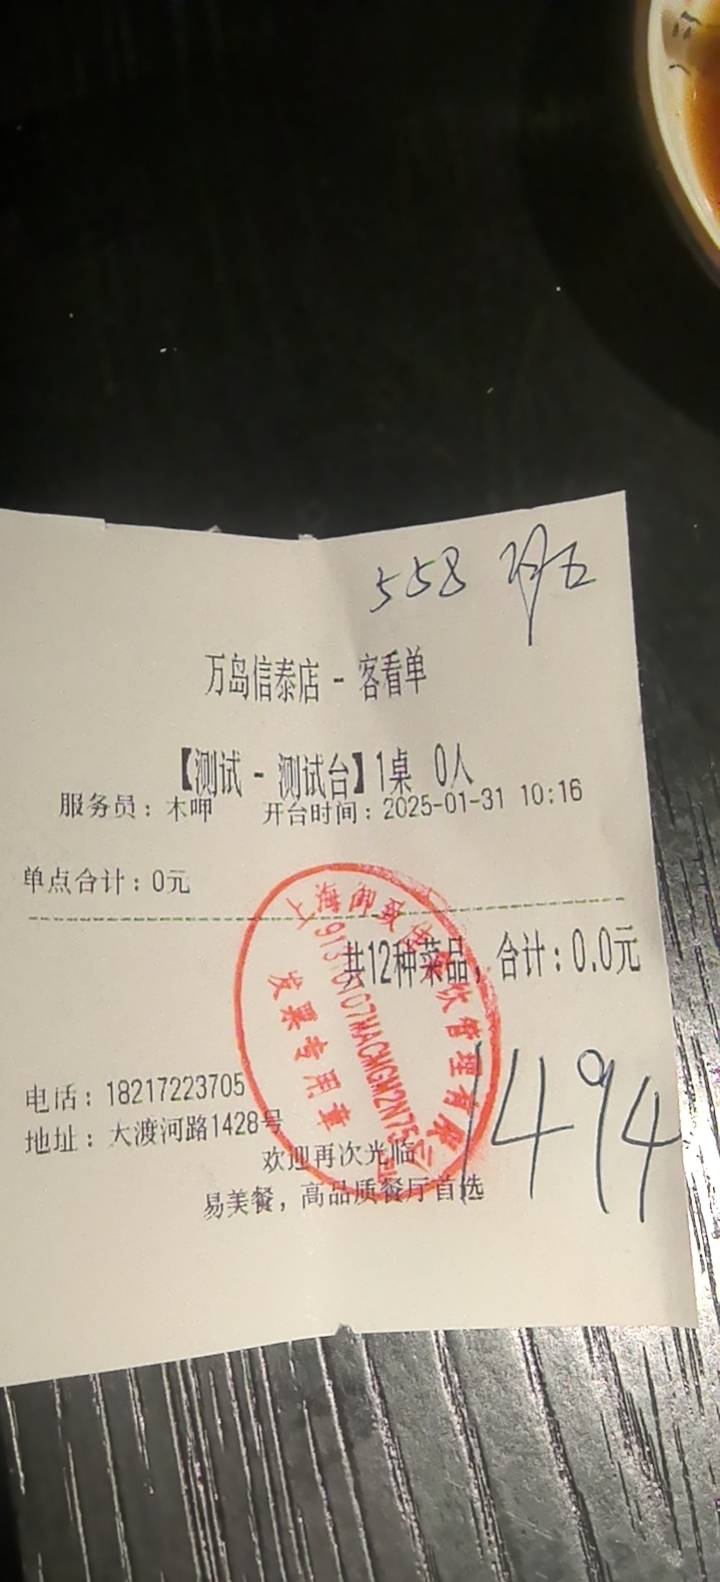 558 班五
万岛信泰店 - 客看单
【测试 - 测试台】1桌 0人
服务员：木呷 开台时间：2025-01-31 10:16
单点合计：0元
共12种菜品，合计：0.0元
1494
电话：18217223705
地址：大渡河路1428号
欢迎再次光临
易美餐，高品质餐厅首选
发票专用章